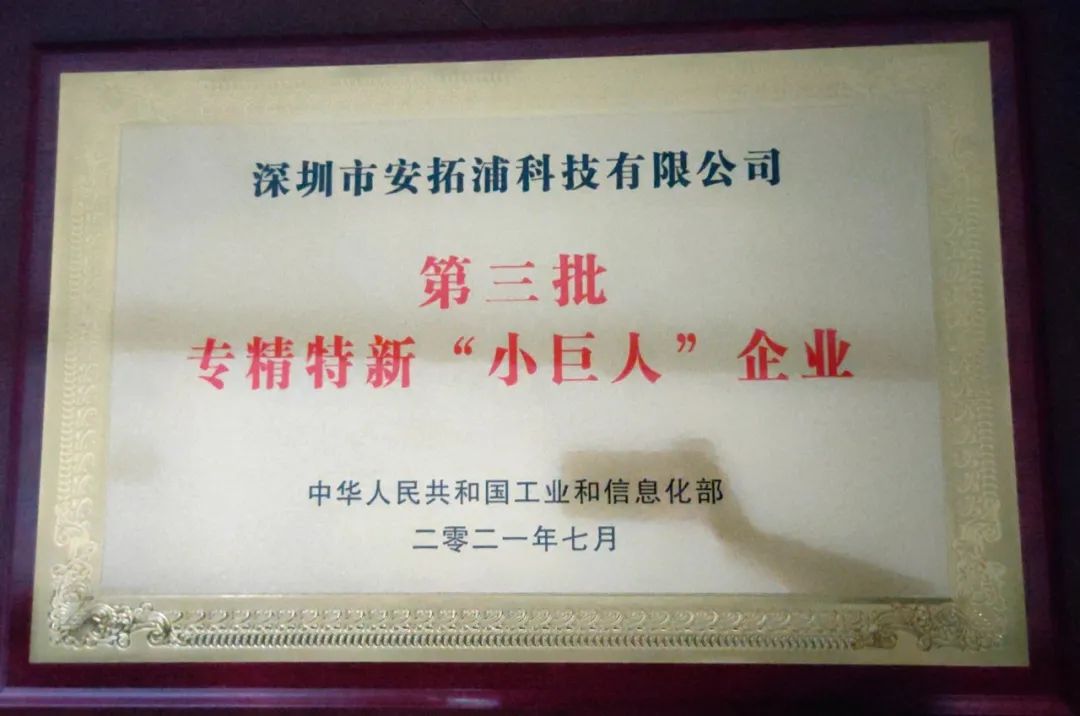 深圳市安拓浦科技有限公司
第三批
专精特新“小巨人”企业
中华人民共和国工业和信息化部
二零二一年七月